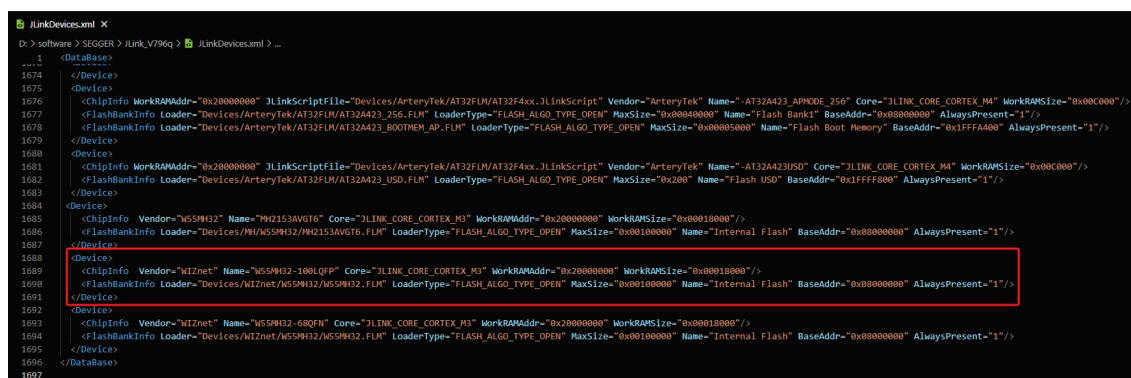 JLinkDevices.xml ×
D: > software > SEGGER > JLink_V796q > JLinkDevices.xml > ...
1 <DataBase>
1674 </Device>
1675 <Device>
1676 <ChipInfo WorkRAMAddr="0x20000000" JLinkScriptFile="Devices/ArteryTek/AT32FLM/AT32F4xx.JLinkScript" Vendor="ArteryTek" Name="-AT32A423_APMODE_256" Core="JLINK_CORE_CORTEX_M4" WorkRAMSize="0x00C000"/>
1677 <FlashBankInfo Loader="Devices/ArteryTek/AT32FLM/AT32A423_256.FLM" LoaderType="FLASH_ALGO_TYPE_OPEN" MaxSize="0x00040000" Name="Flash Bank1" BaseAddr="0x08000000" AlwaysPresent="1"/>
1678 <FlashBankInfo Loader="Devices/ArteryTek/AT32FLM/AT32A423_BOOTMEM_AP.FLM" LoaderType="FLASH_ALGO_TYPE_OPEN" MaxSize="0x00005000" Name="Flash Boot Memory" BaseAddr="0x1FFFA400" AlwaysPresent="1"/>
1679 </Device>
1680 <Device>
1681 <ChipInfo WorkRAMAddr="0x20000000" JLinkScriptFile="Devices/ArteryTek/AT32FLM/AT32F4xx.JLinkScript" Vendor="ArteryTek" Name="-AT32A423USD" Core="JLINK_CORE_CORTEX_M4" WorkRAMSize="0x00C000"/>
1682 <FlashBankInfo Loader="Devices/ArteryTek/AT32FLM/AT32A423_USD.FLM" LoaderType="FLASH_ALGO_TYPE_OPEN" MaxSize="0x200" Name="Flash USD" BaseAddr="0x1FFFF800" AlwaysPresent="1"/>
1683 </Device>
1684 <Device>
1685 <ChipInfo Vendor="W55MH32" Name="MH2153AVGT6" Core="JLINK_CORE_CORTEX_M3" WorkRAMAddr="0x20000000" WorkRAMSize="0x00018000"/>
1686 <FlashBankInfo Loader="Devices/MH/W55MH32/MH2153AVGT6.FLM" LoaderType="FLASH_ALGO_TYPE_OPEN" MaxSize="0x00100000" Name="Internal Flash" BaseAddr="0x08000000" AlwaysPresent="1"/>
1687 </Device>
1688 <Device>
1689 <ChipInfo Vendor="WIZnet" Name="W55MH32-100LQFP" Core="JLINK_CORE_CORTEX_M3" WorkRAMAddr="0x20000000" WorkRAMSize="0x00018000"/>
1690 <FlashBankInfo Loader="Devices/WIZnet/W55MH32/W55MH32.FLM" LoaderType="FLASH_ALGO_TYPE_OPEN" MaxSize="0x00100000" Name="Internal Flash" BaseAddr="0x08000000" AlwaysPresent="1"/>
1691 </Device>
1692 <Device>
1693 <ChipInfo Vendor="WIZnet" Name="W55MH32-68QFN" Core="JLINK_CORE_CORTEX_M3" WorkRAMAddr="0x20000000" WorkRAMSize="0x00018000"/>
1694 <FlashBankInfo Loader="Devices/WIZnet/W55MH32/W55MH32.FLM" LoaderType="FLASH_ALGO_TYPE_OPEN" MaxSize="0x00100000" Name="Internal Flash" BaseAddr="0x08000000" AlwaysPresent="1"/>
1695 </Device>
1696 </DataBase>
1697